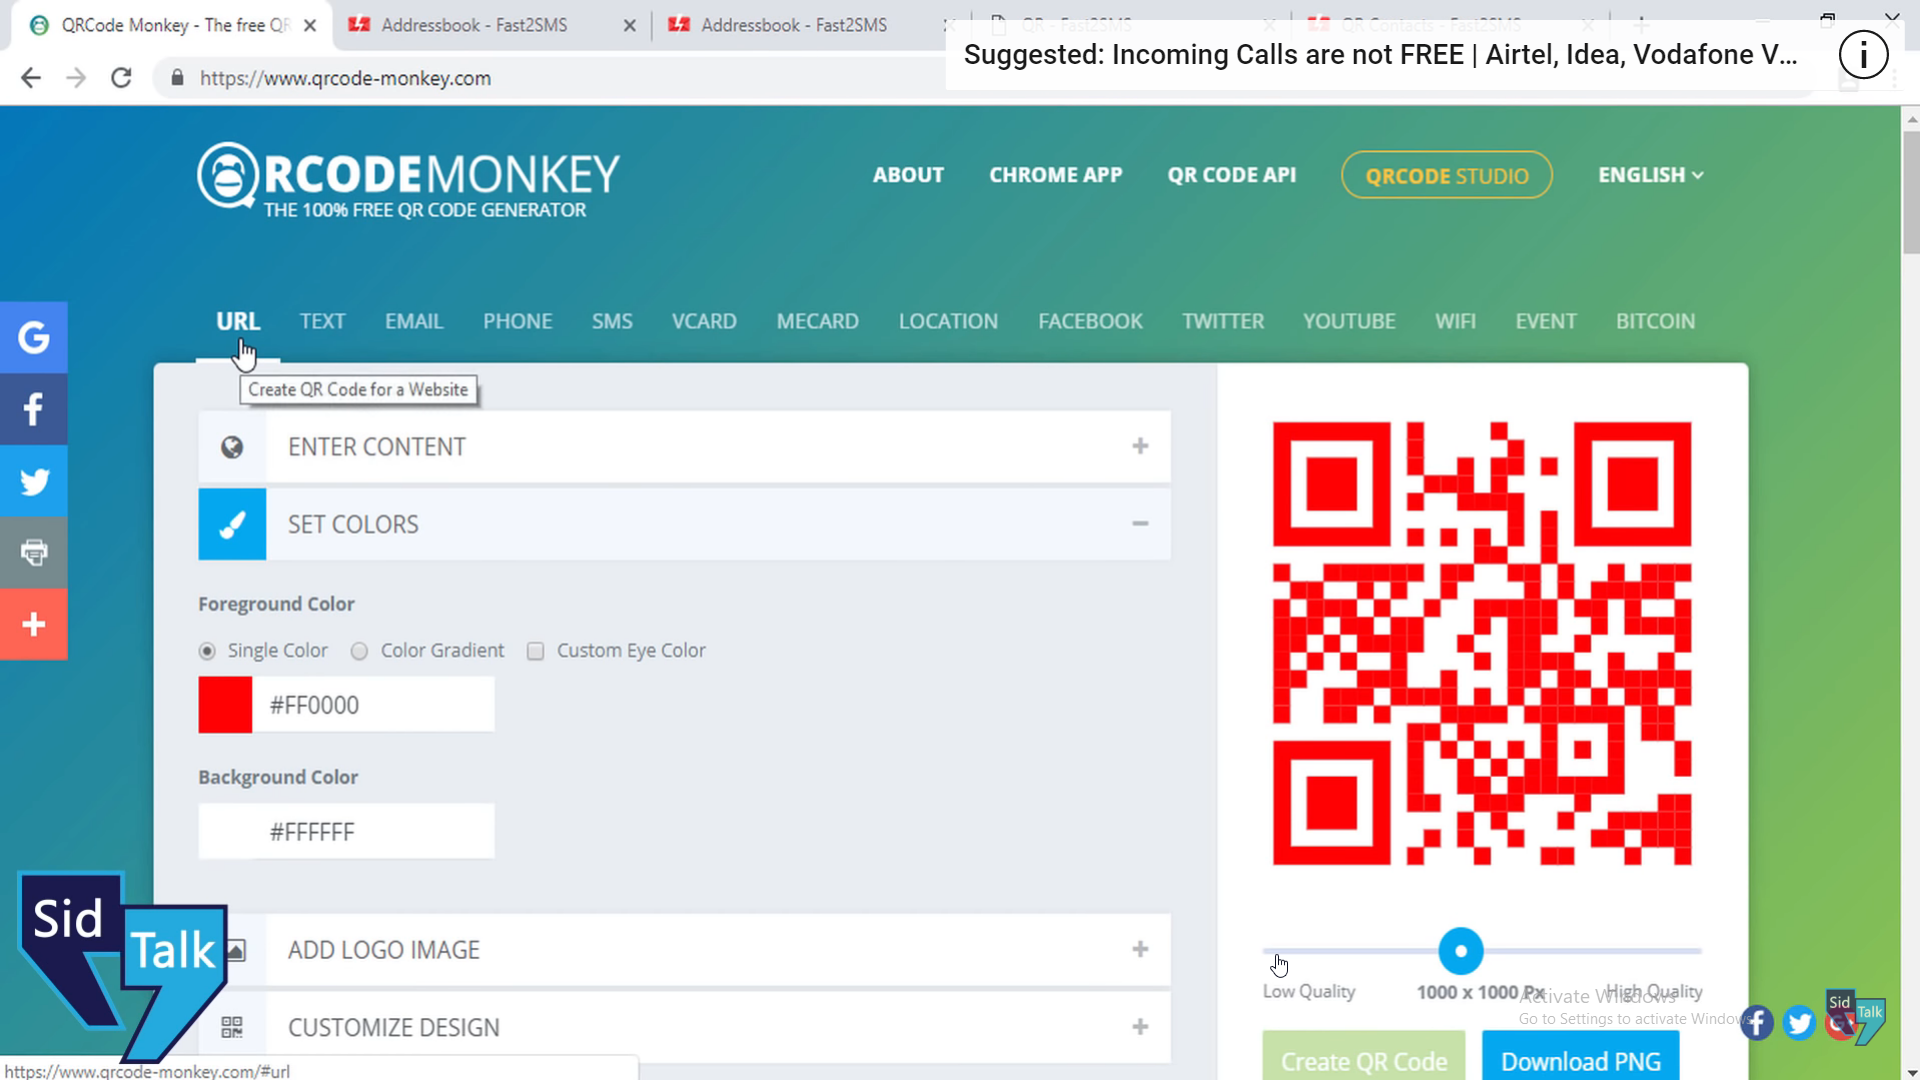 QRCode Monkey - The free QR
Addressbook - Fast2SMS
Addressbook - Fast2SMS
QR - Fast2SMS
QR Contacts - Fast2SMS
Suggested: Incoming Calls are not FREE | Airtel, Idea, Vodafone V...
i
https://www.qrcode-monkey.com
RCODEMONKEY
THE 100% FREE QR CODE GENERATOR
ABOUT
CHROME APP
QR CODE API
QRCODE STUDIO
ENGLISH
URL
TEXT
EMAIL
PHONE
SMS
VCARD
MECARD
LOCATION
FACEBOOK
TWITTER
YOUTUBE
WIFI
EVENT
BITCOIN
Create QR Code for a Website
ENTER CONTENT
SET COLORS
Foreground Color
Single Color
Color Gradient
Custom Eye Color
#FF0000
Background Color
#FFFFFF
Sid
Talk
ADD LOGO IMAGE
CUSTOMIZE DESIGN
Low Quality
1000 x 1000 Px
High Quality
Activate Windows
Go to Settings to activate Windows
Sid
Talk
Create QR Code
Download PNG
https://www.qrcode-monkey.com/#url